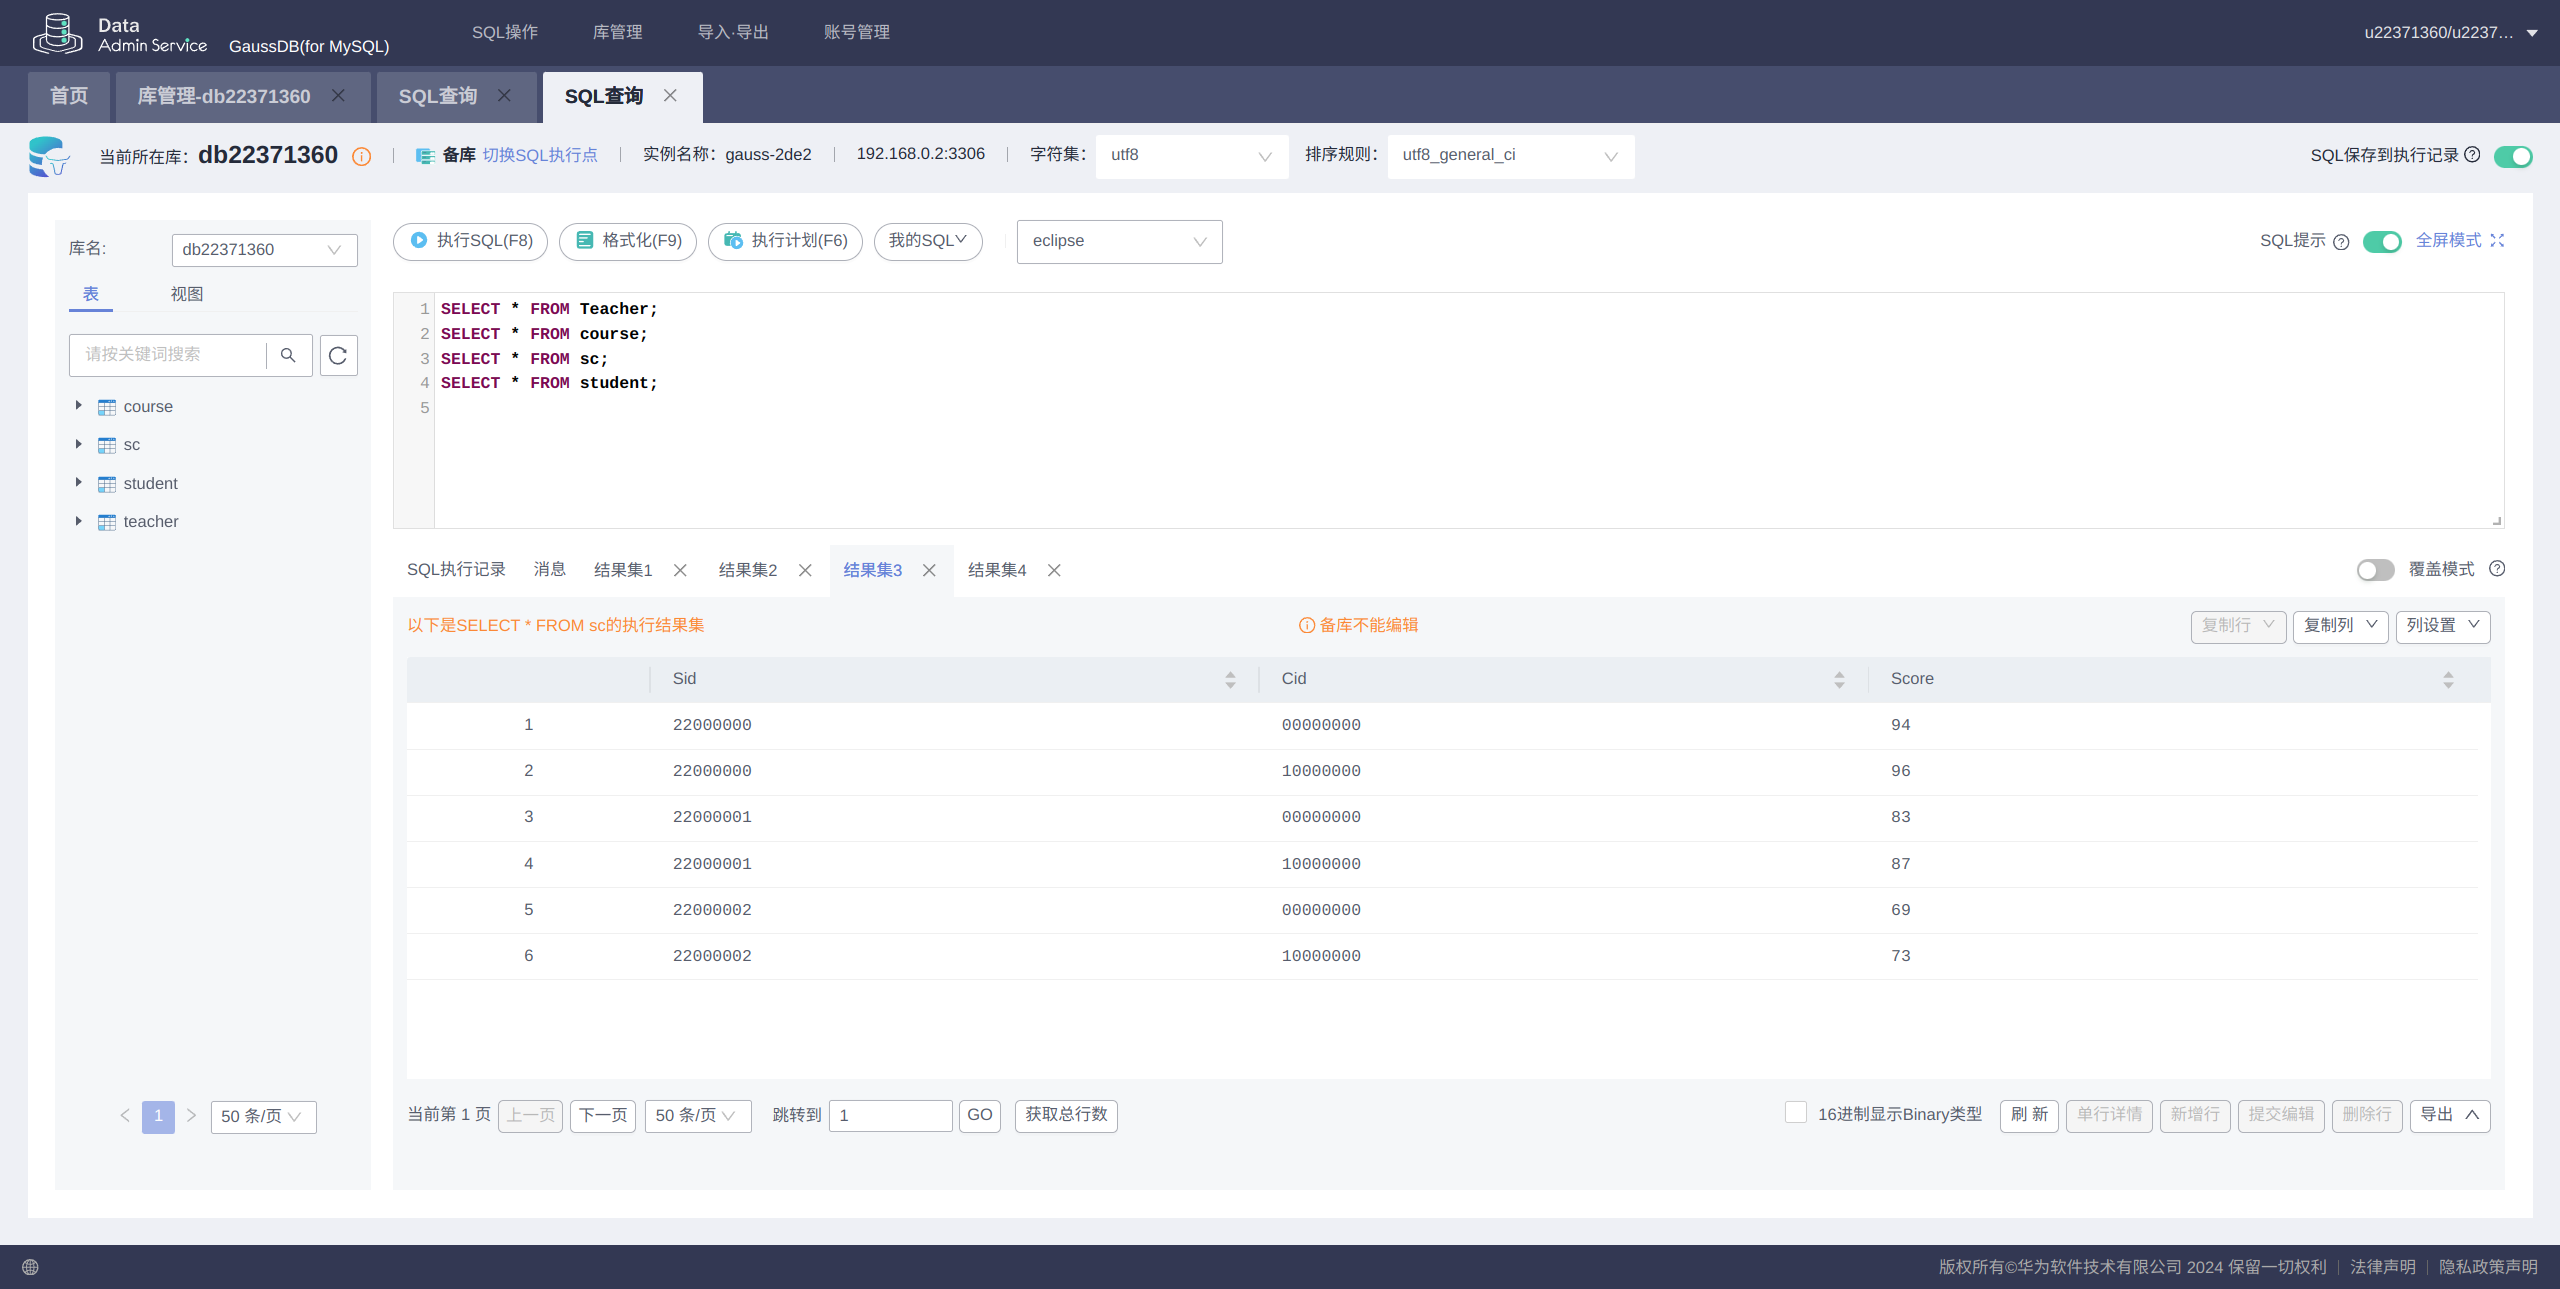 Data Admin Service GaussDB(for MySQL) SQL操作 库管理 导入·导出 账号管理 u22371360/u2237…
首页 库管理-db22371360 SQL查询 SQL查询
当前所在库： db22371360 备库 切换SQL执行点 实例名称：gauss-2de2 192.168.0.2:3306 字符集： utf8 排序规则： utf8_general_ci SQL保存到执行记录
库名: db22371360
执行SQL(F8) 格式化(F9) 执行计划(F6) 我的SQL eclipse SQL提示 全屏模式
表 视图
请按关键词搜索
course
sc
student
teacher
1 SELECT * FROM Teacher;
2 SELECT * FROM course;
3 SELECT * FROM sc;
4 SELECT * FROM student;
5
SQL执行记录 消息 结果集1 结果集2 结果集3 结果集4 覆盖模式
以下是SELECT * FROM sc的执行结果集 备库不能编辑 复制行 复制列 列设置
Sid Cid Score
1 22000000 00000000 94
2 22000000 10000000 96
3 22000001 00000000 83
4 22000001 10000000 87
5 22000002 00000000 69
6 22000002 10000000 73
1 50 条/页
当前第 1 页 上一页 下一页 50 条/页 跳转到 1 GO 获取总行数 16进制显示Binary类型 刷 新 单行详情 新增行 提交编辑 删除行 导出
版权所有©华为软件技术有限公司 2024 保留一切权利 法律声明 隐私政策声明